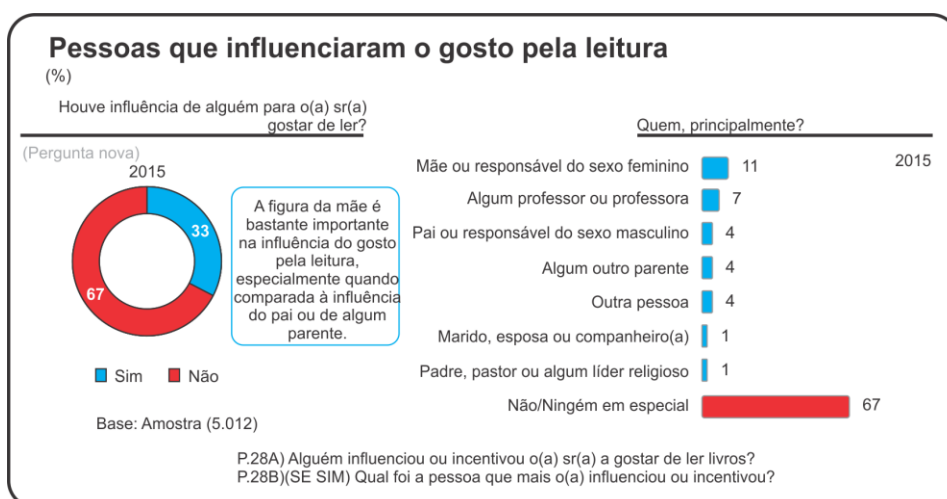 Pessoas que influenciaram o gosto pela leitura
(%)
Houve influência de alguém para o(a) sr(a)
gostar de ler?
(Pergunta nova)
2015
33
67
Sim Não
Base: Amostra (5.012)
A figura da mãe é
bastante importante
na influência do gosto
pela leitura,
especialmente quando
comparada à influência
do pai ou de algum
parente.
Quem, principalmente?
2015
Mãe ou responsável do sexo feminino 11
Algum professor ou professora 7
Pai ou responsável do sexo masculino 4
Algum outro parente 4
Outra pessoa 4
Marido, esposa ou companheiro(a) 1
Padre, pastor ou algum líder religioso 1
Não/Ningém em especial 67
P.28A) Alguém influenciou ou incentivou o(a) sr(a) a gostar de ler livros?
P.28B)(SE SIM) Qual foi a pessoa que mais o(a) influenciou ou incentivou?